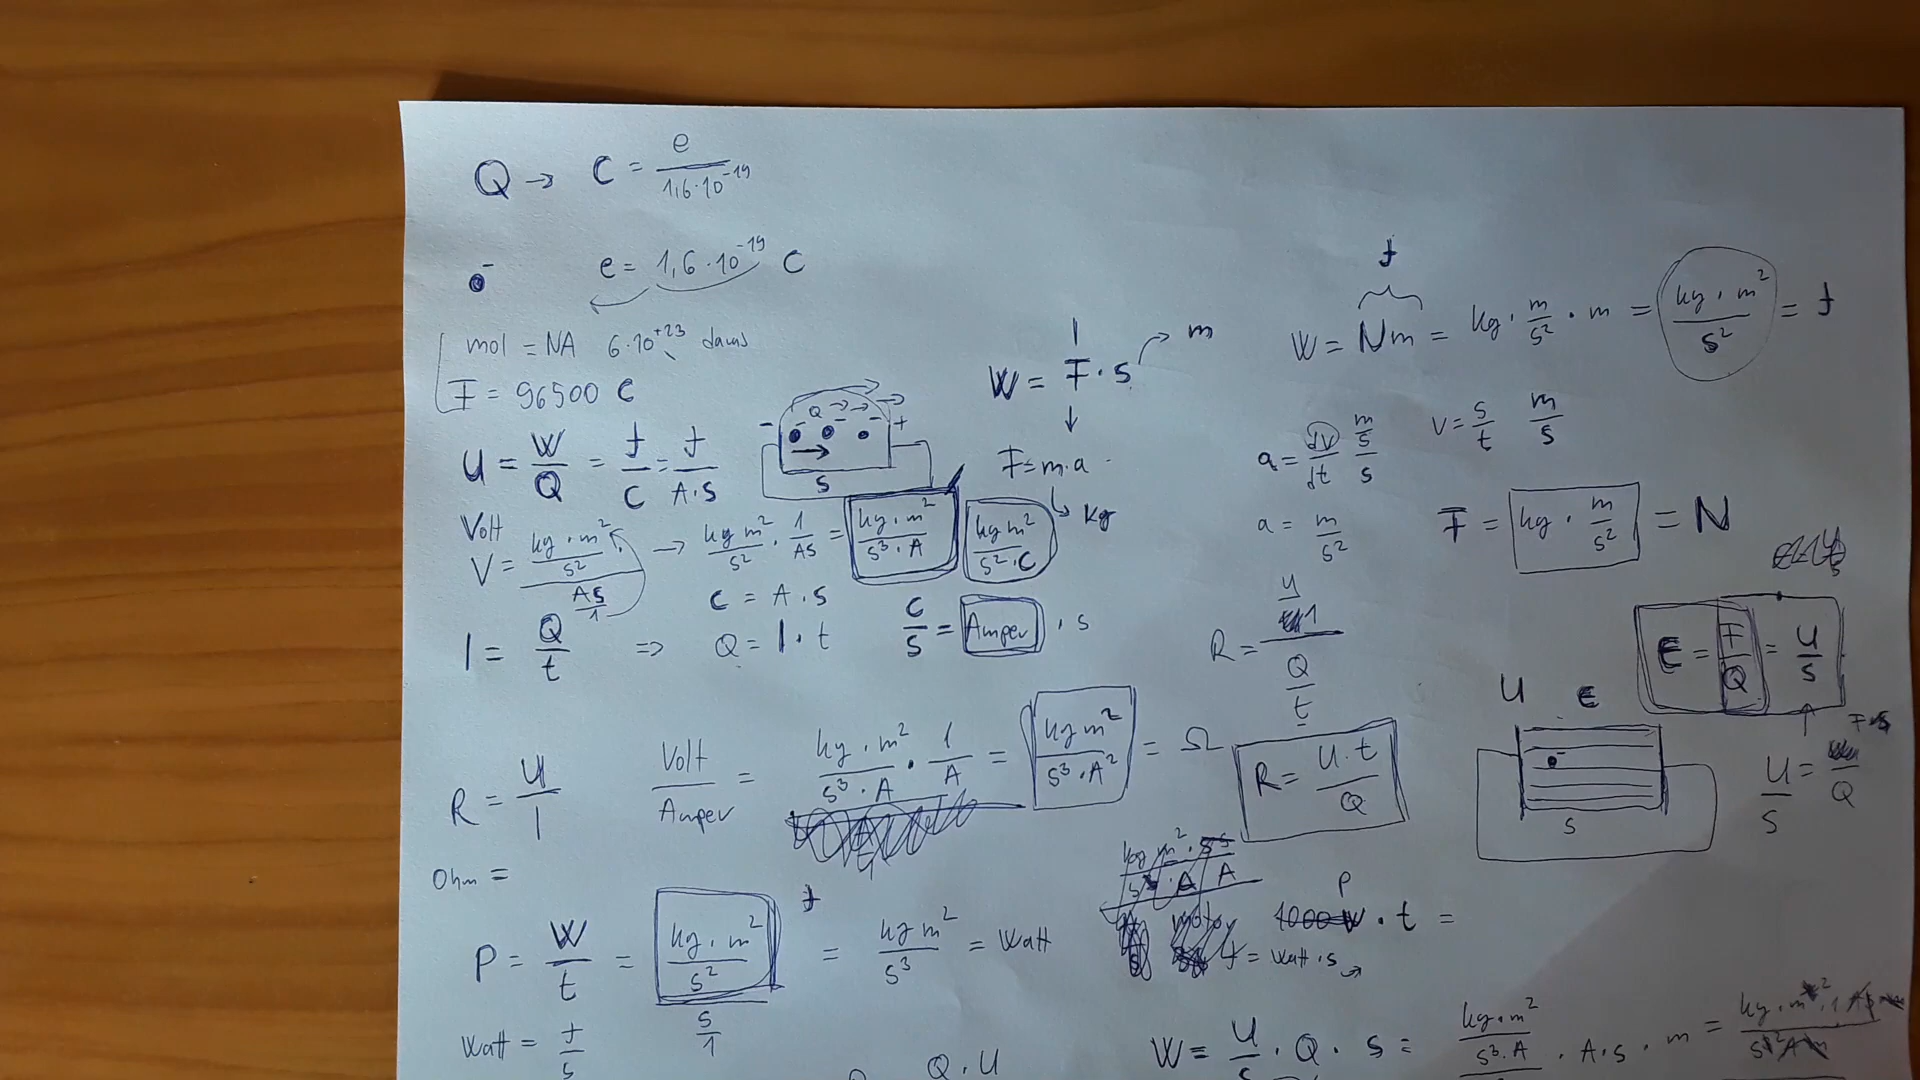 Q → C = e / 1,6·10^-19
e = 1,6·10^-19 C
mol = NA 6·10^+23
F = 96500 C
U = W/Q = J/C = J/A·s
- Q → → → +
s
Volt
V = (kg·m²/s²)/(As/1) → kg m²/s² · 1/As = kg·m²/s³·A
kg m²/s²·C
C = A·s
I = Q/t ⇒ Q = I·t
C/s = Amper · s
W = F·s → m
F = m·a
kg
J
W = Nm = kg·m/s²·m = kg·m²/s² = J
a = dv/dt m/s/s
v = s/t m/s
a = m/s²
F = kg·m/s² = N
R = U/(Q/t)
E = F/Q = U/s
U E
s
U/s = /Q
R = U/I Volt/Amper = kg·m²/s³·A · 1/A = kg m²/s³·A² = Ω
R = U·t/Q
Ohm =
P = W/t = (kg·m²/s²)/(s/1) = kg m²/s³ = Watt
P
1000W · t =
J = Watt·s
Watt = J/s
Q·U
W = U/s · Q · s = kg·m²/s³·A · A·s · m =